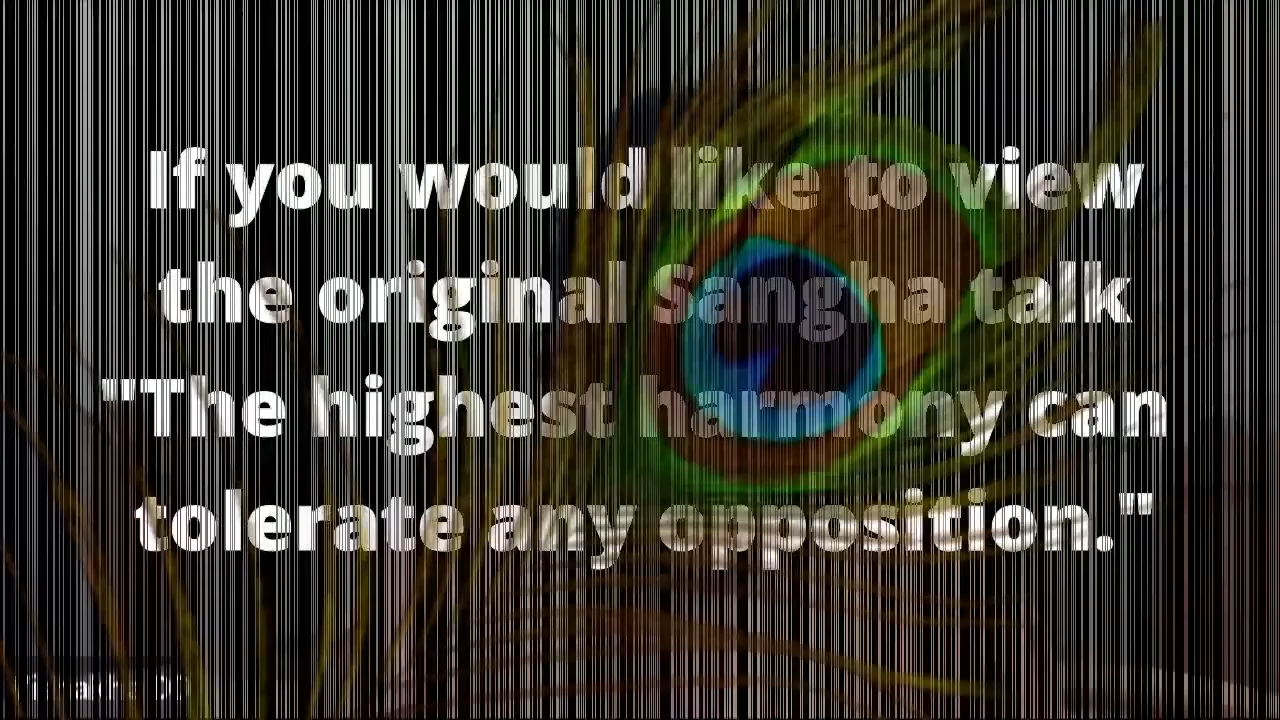 If you would like to view
the original Sangha talk
"The highest harmony can
tolerate any opposition."